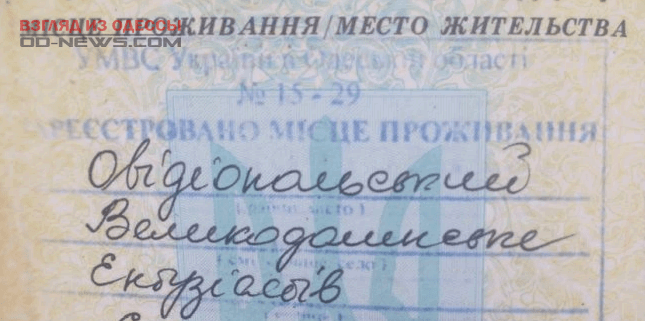 ВЗГЛЯД ИЗ ОДЕССЫ
OD-NEWS.COM
МІСЦЕ ПРОЖИВАННЯ/МЕСТО ЖИТЕЛЬСТВА
УМВС України в Одеській області
№ 15-29
ЗАРЕЄСТРОВАНО МІСЦЕ ПРОЖИВАННЯ
Овідіопольський
Великодолинське
Ентузіастів